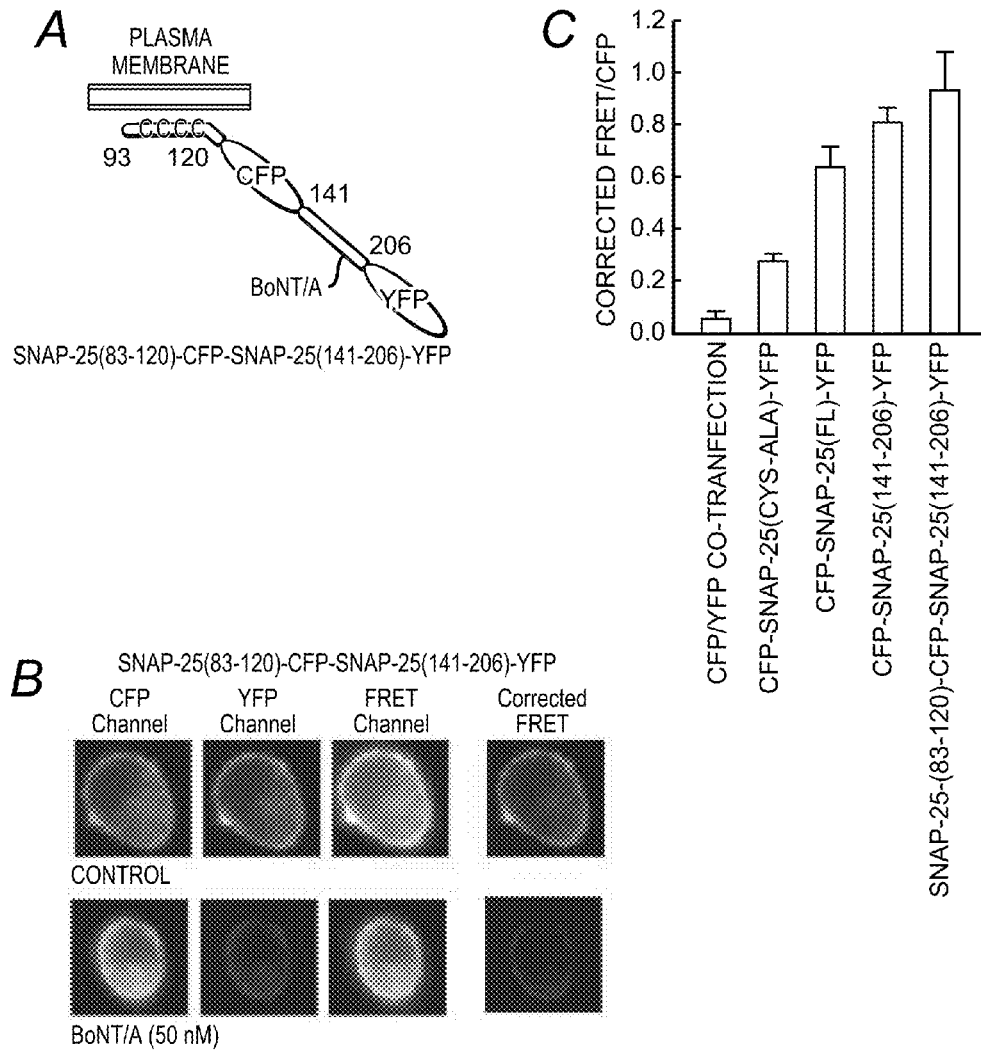 A
PLASMA
MEMBRANE
C C C C
93
120
CFP
141
206
BoNT/A
YFP
SNAP-25(83-120)-CFP-SNAP-25(141-206)-YFP
C
CORRECTED FRET/CFP
1.2
1.0
0.8
0.6
0.4
0.2
0.0
CFP/YFP CO-TRANFECTION
CFP-SNAP-25(CYS-ALA)-YFP
CFP-SNAP-25(FL)-YFP
CFP-SNAP-25(141-206)-YFP
SNAP-25-(83-120)-CFP-SNAP-25(141-206)-YFP
B
SNAP-25(83-120)-CFP-SNAP-25(141-206)-YFP
CFP
Channel
YFP
Channel
FRET
Channel
Corrected
FRET
CONTROL
BoNT/A (50 nM)